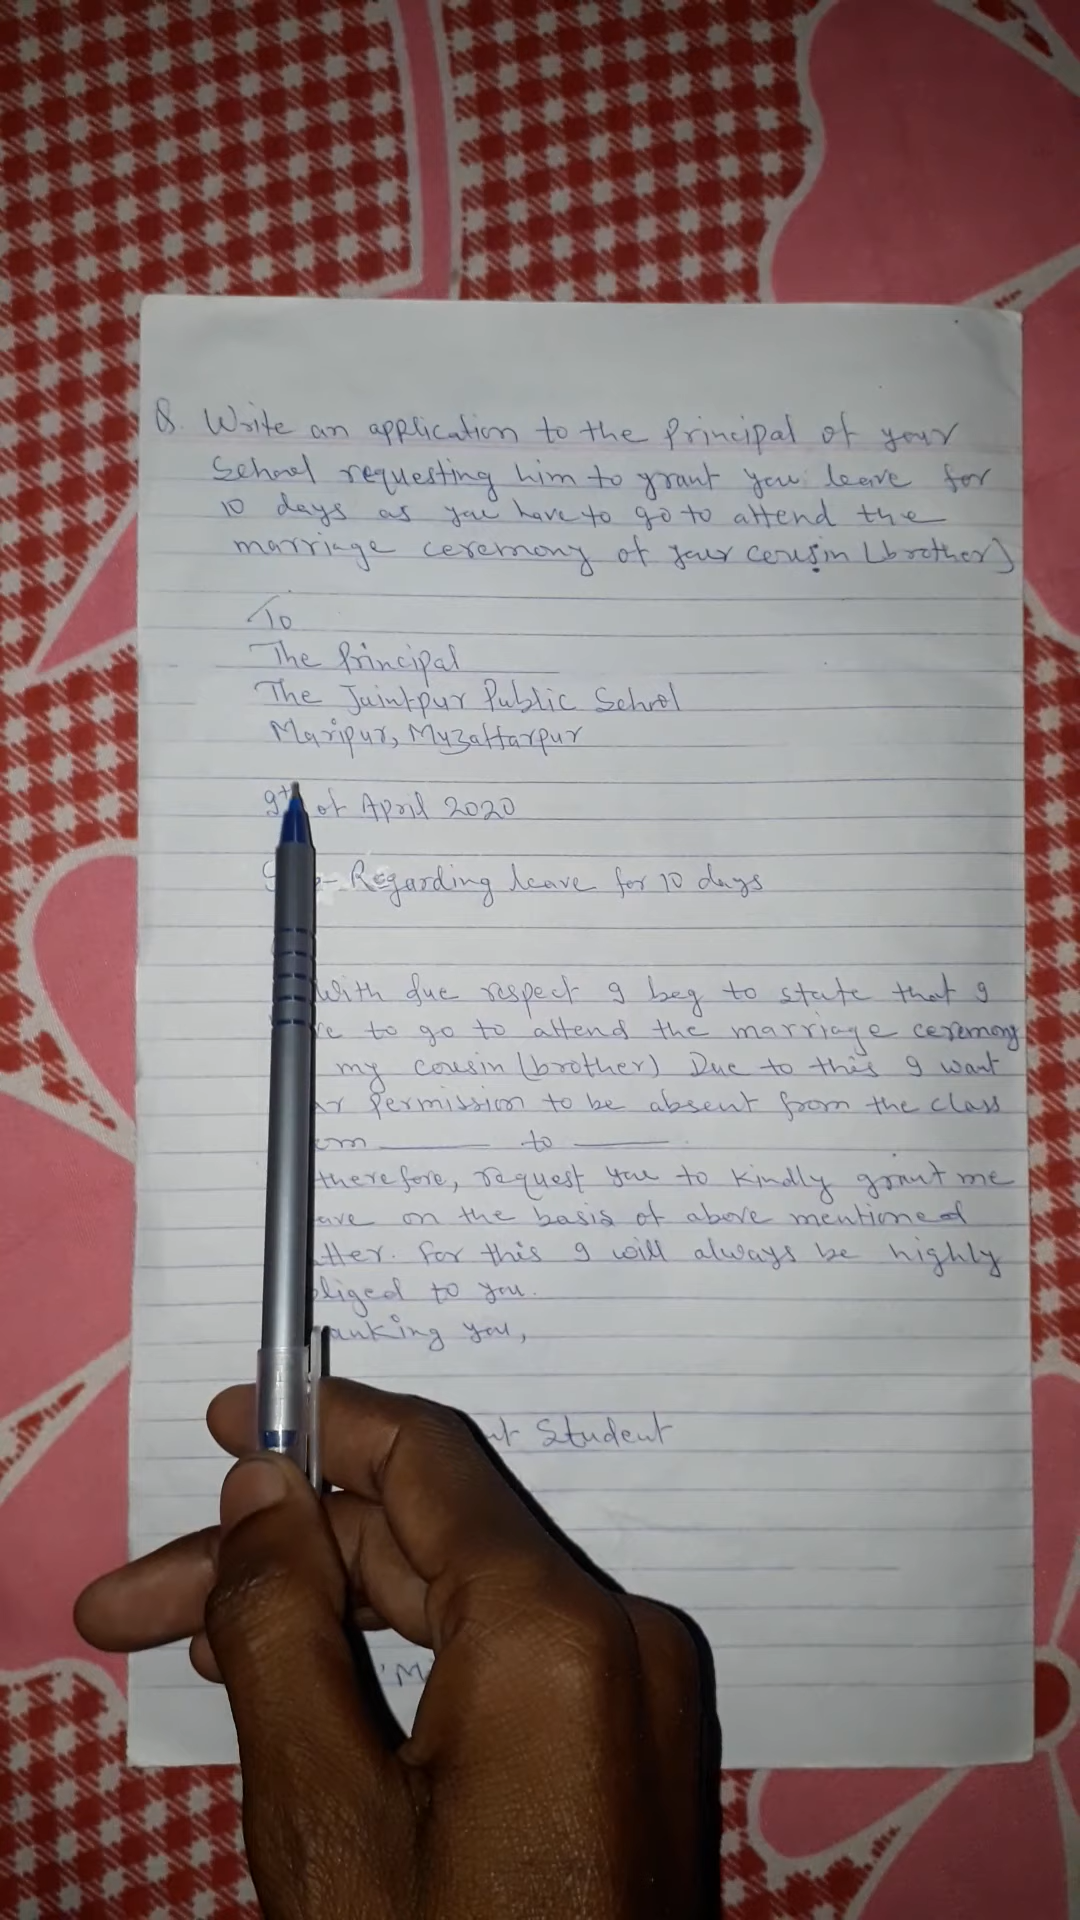 Q. Write an application to the Principal of your
School requesting him to grant you leave for
10 days as you have to go to attend the
marriage ceremony of your cousin (brother)
To
The Principal
The Jaintpur Public School
Maripur, Muzaffarpur
9th of April 2020
Regarding leave for 10 days
With due respect I beg to state that I
to go to attend the marriage ceremony
my cousin (brother) Due to this I want
permission to be absent from the class
to
therefore, request you to kindly grant me
on the basis of above mentioned
For this I will always be highly
to you.
you,
Student